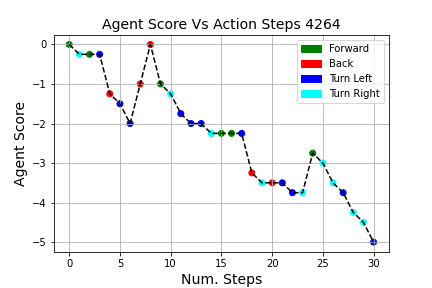 Agent Score Vs Action Steps 4264
Forward
Back
Turn Left
Turn Right
Agent Score
0
−1
−2
−3
−4
−5
0 5 10 15 20 25 30
Num. Steps